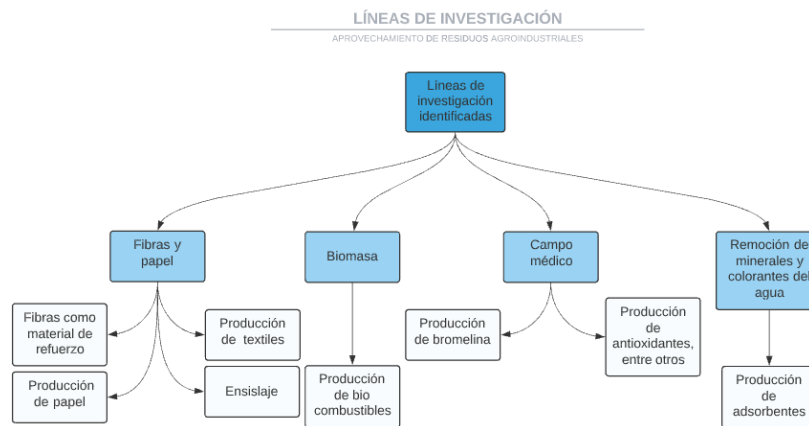 LÍNEAS DE INVESTIGACIÓN
APROVECHAMIENTO DE RESIDUOS AGROINDUSTRIALES
Líneas de
investigación
identificadas
Fibras y
papel
Biomasa
Campo
médico
Remoción de
minerales y
colorantes del
agua
Fibras como
material de
refuerzo
Producción
de textiles
Producción
de papel
Ensislaje
Producción
de bio
combustibles
Producción
de bromelina
Producción
de
antioxidantes,
entre otros
Producción
de
adsorbentes